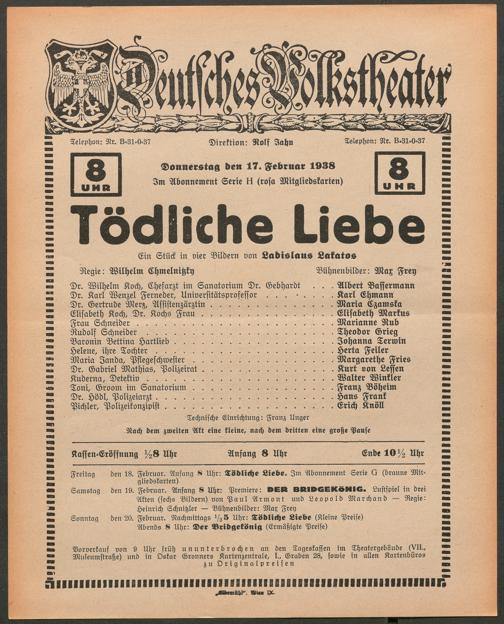 Deutsches Volkstheater
Telephon: Nr. B-31-0-37 Direktion: Rolf Jahn Telephon: Nr. B-31-0-37
8 UHR Donnerstag den 17. Februar 1938 8 UHR
Im Abonnement Serie H (rosa Mitgliedskarten)
Tödliche Liebe
Ein Stück in vier Bildern von Ladislaus Lakatos
Regie: Wilhelm Chmelnitzky Bühnenbilder: Max Frey
Dr. Wilhelm Koch, Chefarzt im Sanatorium Dr. Gebhardt . . . Albert Bassermann
Dr. Karl Wenzel Ferneder, Universitätsprofessor . . . Karl Ehmann
Dr. Gertrude Merz, Assistenzärztin . . . Maria Czamska
Elisabeth Koch, Dr. Kochs Frau . . . Elisabeth Markus
Frau Schneider . . . Marianne Rub
Rudolf Schneider . . . Theodor Grieg
Baronin Bettina Hartlieb . . . Johanna Terwin
Helene, ihre Tochter . . . Herta Feiler
Maria Janda, Pflegeschwester . . . Margarethe Fries
Dr. Gabriel Mathias, Polizeirat . . . Kurt von Lessen
Kuderna, Detektiv . . . Walter Winkler
Toni, Groom im Sanatorium . . . Franz Böheim
Dr. Hödl, Polizeiarzt . . . Hans Frank
Pichler, Polizeikonzipist . . . Erich Knöll
Technische Einrichtung: Franz Unger
Nach dem zweiten Akt eine kleine, nach dem dritten eine große Pause
Kassen-Eröffnung ½8 Uhr Anfang 8 Uhr Ende 10½ Uhr
Freitag den 18. Februar. Anfang 8 Uhr: Tödliche Liebe. Im Abonnement Serie G (braune Mit-
gliedskarten)
Samstag den 19. Februar. Anfang 8 Uhr: Premiere: DER BRIDGEKÖNIG. Lustspiel in drei
Akten (sechs Bildern) von Paul Armont und Leopold Marchand — Regie:
Heinrich Schnitzler — Bühnenbilder: Max Frey
Sonntag den 20. Februar. Nachmittags ½5 Uhr: Tödliche Liebe (Kleine Preise)
Abends 8 Uhr: Der Bridgekönig (Ermäßigte Preise)
Vorverkauf von 9 Uhr früh ununterbrochen an den Tageskassen im Theatergebäude (VII.,
Museumstraße) und in Oskar Gronners Kartenzentrale, I., Graben 28, sowie in allen Kartenbüros
zu Originalpreisen
„Elbemühl“, Wien IX.